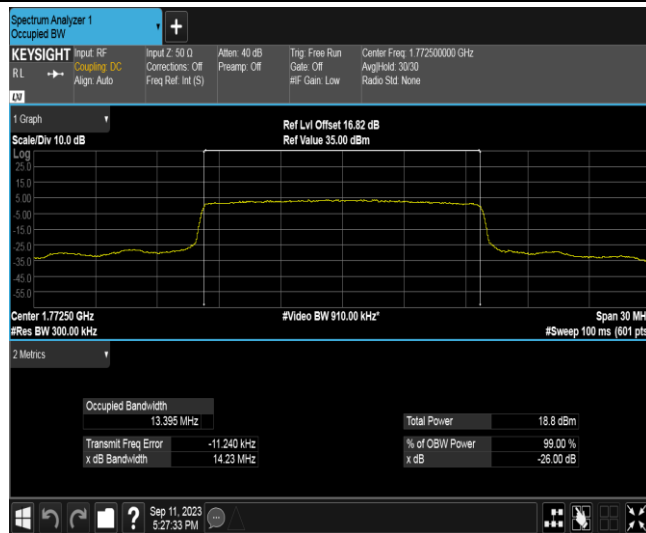 Spectrum Analyzer 1
Occupied BW
+
KEYSIGHT
RL
Input: RF
Coupling: DC
Align: Auto
Input Z: 50 Ω
Corrections: Off
Freq Ref: Int (S)
Atten: 40 dB
Preamp: Off
Trig: Free Run
Gate: Off
#IF Gain: Low
Center Freq: 1.772500000 GHz
Avg|Hold: 30/30
Radio Std: None
1 Graph
Scale/Div 10.0 dB
Ref Lvl Offset 16.82 dB
Ref Value 35.00 dBm
Log
25.0
15.0
5.00
-5.00
-15.0
-25.0
-35.0
-45.0
-55.0
Center 1.77250 GHz
#Res BW 300.00 kHz
#Video BW 910.00 kHz*
Span 30 MH
#Sweep 100 ms (601 pts
2 Metrics
Occupied Bandwidth
13.395 MHz
Transmit Freq Error -11.240 kHz
x dB Bandwidth 14.23 MHz
Total Power 18.8 dBm
% of OBW Power 99.00 %
x dB -26.00 dB
?
Sep 11, 2023
5:27:33 PM